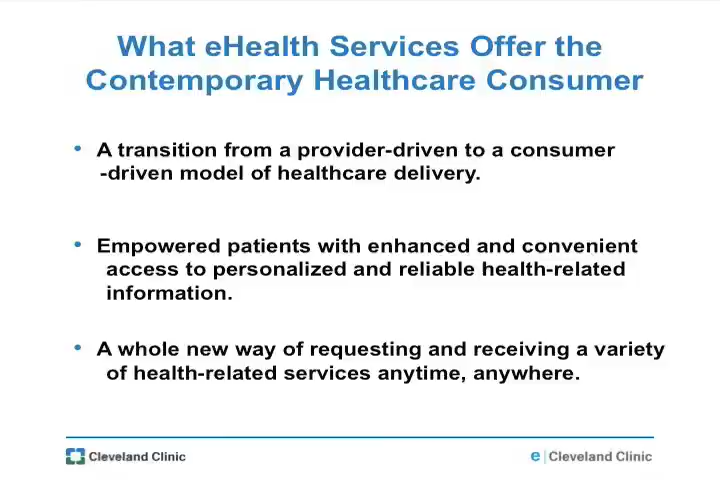 What eHealth Services Offer the
Contemporary Healthcare Consumer
• A transition from a provider-driven to a consumer
-driven model of healthcare delivery.
• Empowered patients with enhanced and convenient
access to personalized and reliable health-related
information.
• A whole new way of requesting and receiving a variety
of health-related services anytime, anywhere.
Cleveland Clinic
e | Cleveland Clinic